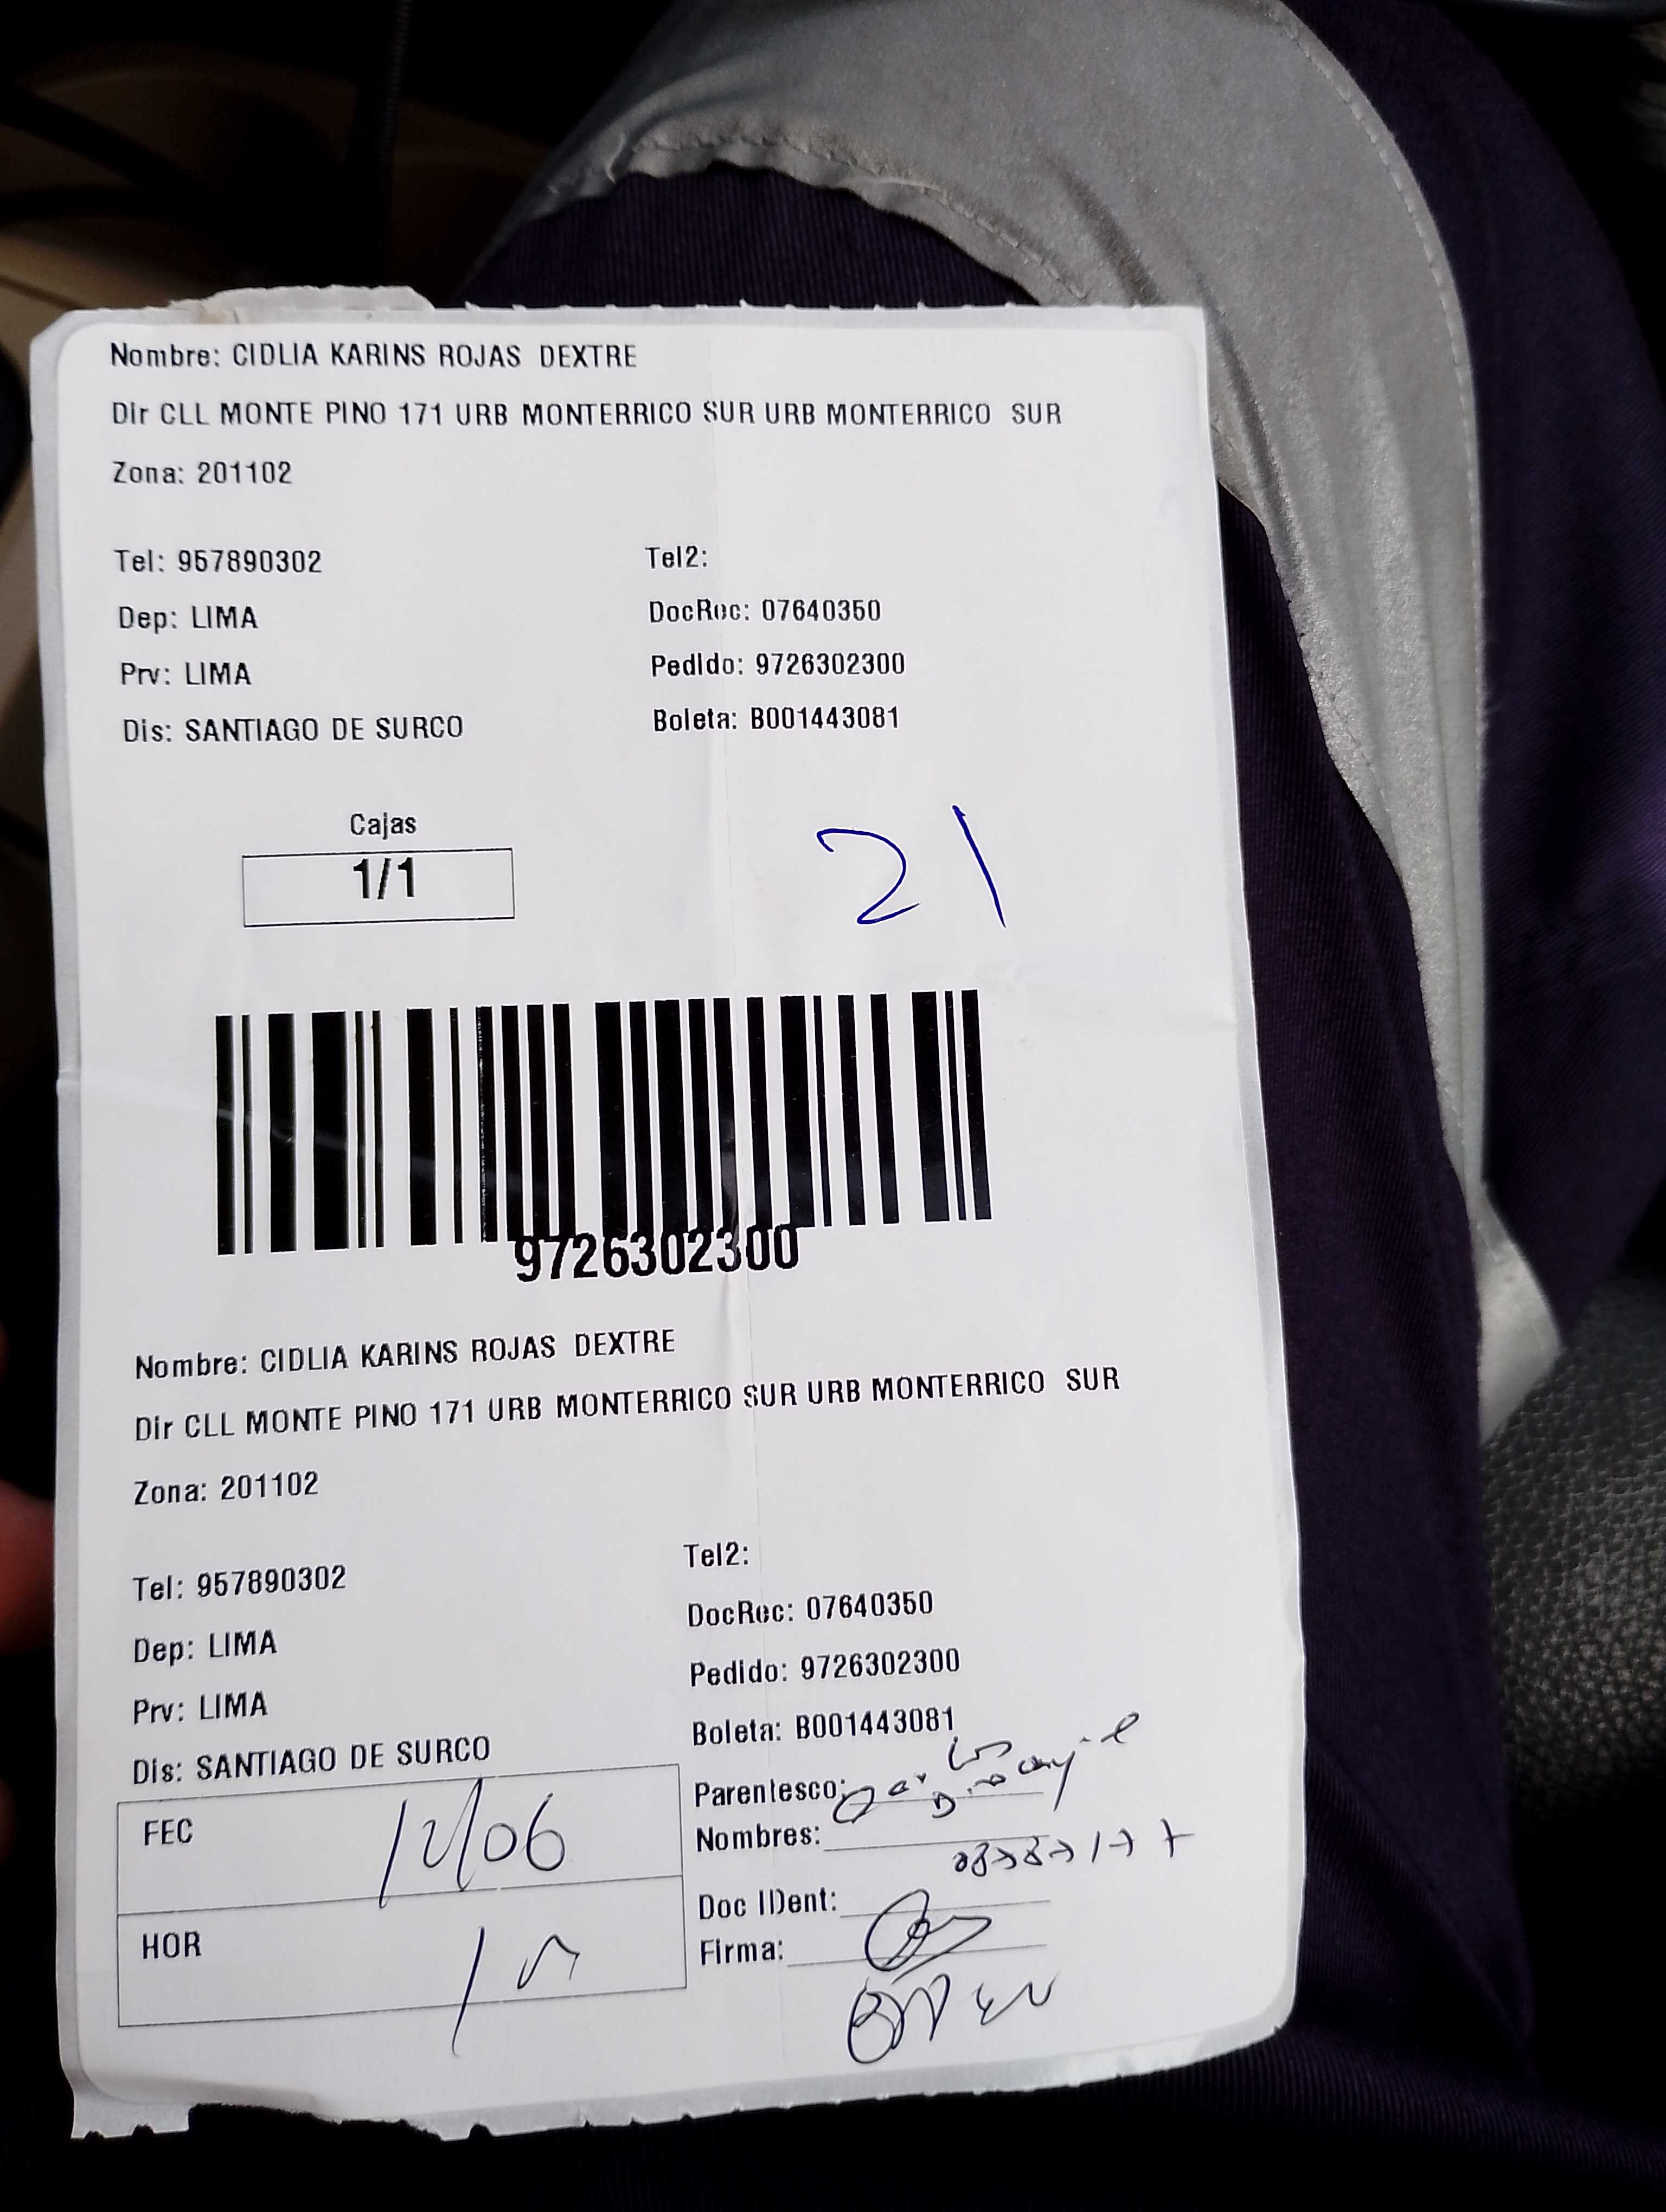 Nombre: CIDLIA KARINS ROJAS DEXTRE
Dir CLL MONTE PINO 171 URB MONTERRICO SUR URB MONTERRICO SUR
Zona: 201102
Tel: 957890302 Tel2:
Dep: LIMA DocRec: 07640350
Prv: LIMA Pedido: 9726302300
Dis: SANTIAGO DE SURCO Boleta: B001443081
Cajas
1/1
21
9726302300
Nombre: CIDLIA KARINS ROJAS DEXTRE
Dir CLL MONTE PINO 171 URB MONTERRICO SUR URB MONTERRICO SUR
Zona: 201102
Tel: 957890302 Tel2:
Dep: LIMA DocRec: 07640350
Prv: LIMA Pedido: 9726302300
Dis: SANTIAGO DE SURCO Boleta: B001443081
Parentesco:
FEC 12/06
Nombres:
Doc IDent:
HOR
Firma: